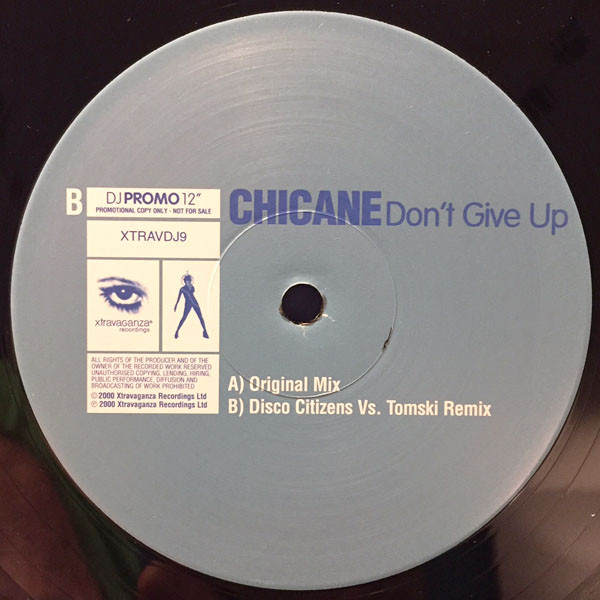 B
DJ PROMO 12"
PROMOTIONAL COPY ONLY - NOT FOR SALE
XTRAVDJ9
xtravaganza®
recordings
ALL RIGHTS OF THE PRODUCER AND OF THE
OWNER OF THE RECORDED WORK RESERVED
UNAUTHORISED COPYING, LENDING, HIRING,
PUBLIC PERFORMANCE, DIFFUSION AND
BROADCASTING OF WORK PROHIBITED
© 2000 Xtravaganza Recordings Ltd
℗ 2000 Xtravaganza Recordings Ltd
CHICANE Don't Give Up
A) Original Mix
B) Disco Citizens Vs. Tomski Remix